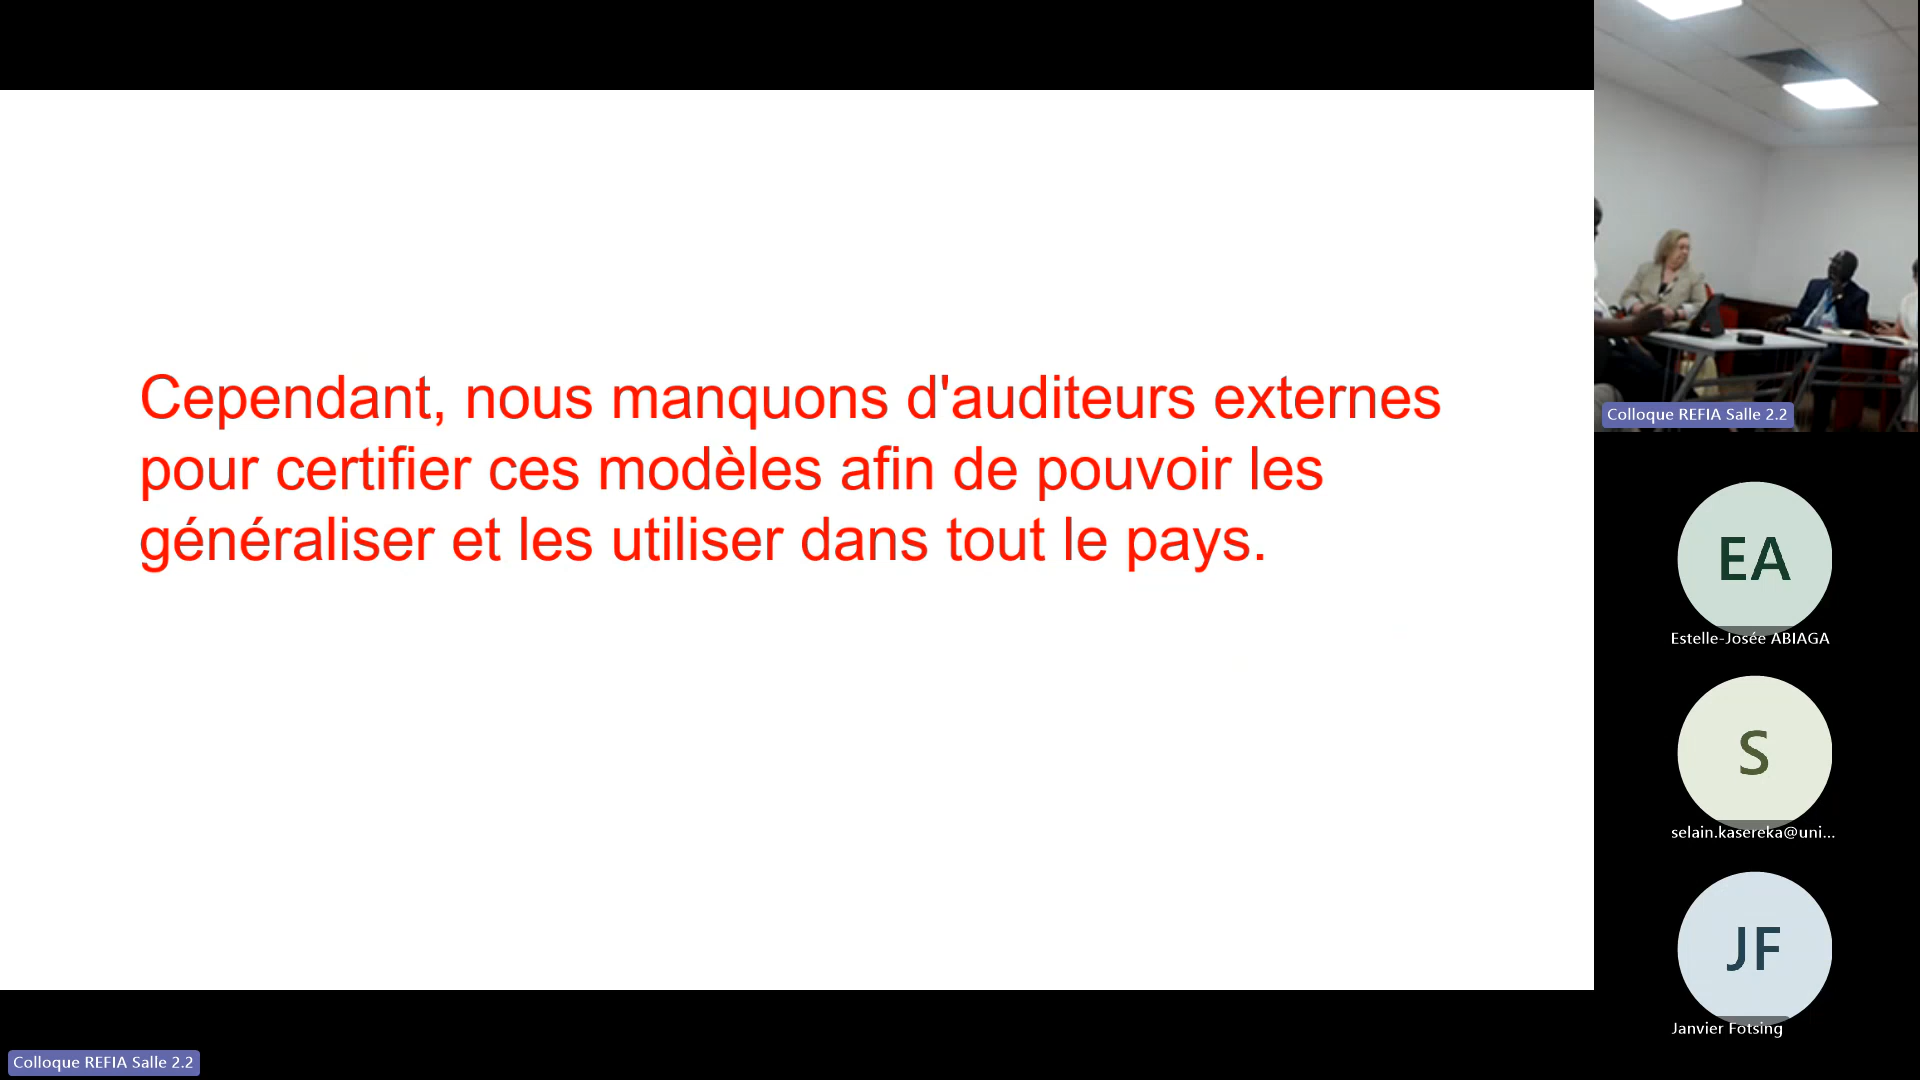 Cependant, nous manquons d'auditeurs externes
pour certifier ces modèles afin de pouvoir les
généraliser et les utiliser dans tout le pays.
Colloque REFIA Salle 2.2
EA
Estelle-Josée ABIAGA
S
selain.kasereka@uni...
JF
Janvier Fotsing
Colloque REFIA Salle 2.2